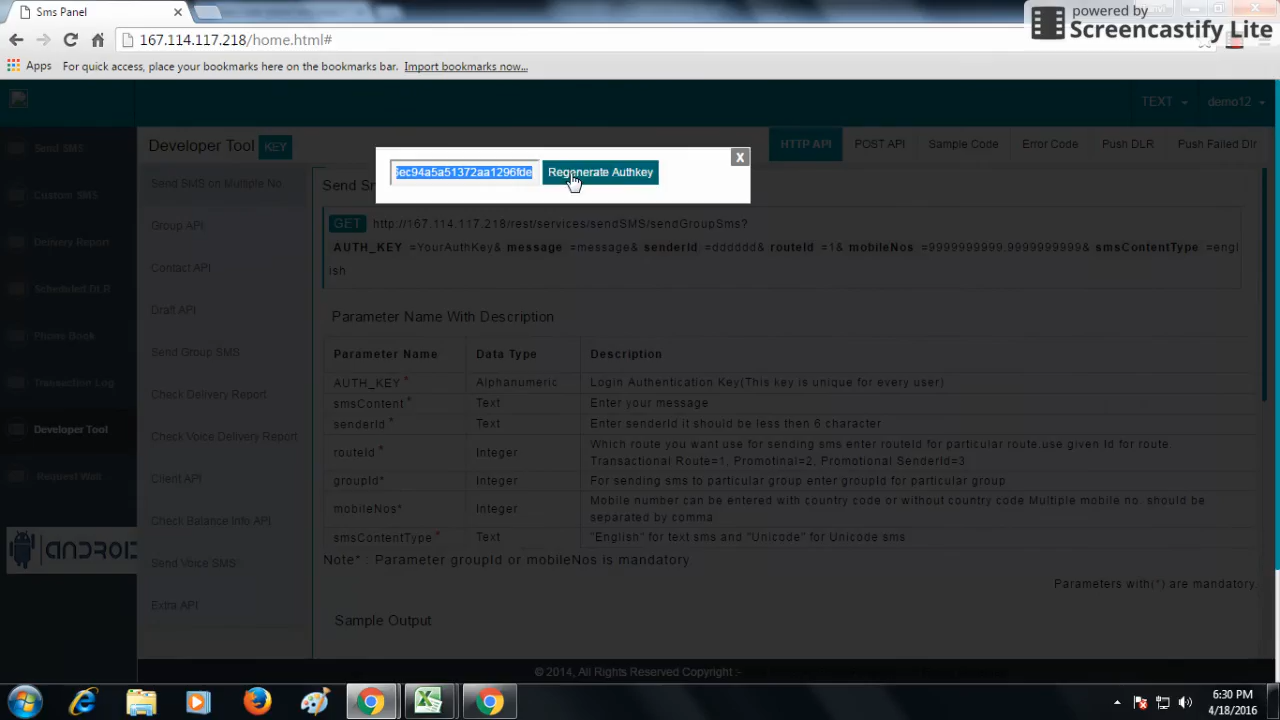 Sms Panel
powered by
Screencastify Lite
167.114.117.218/home.html#
Apps For quick access, place your bookmarks here on the bookmarks bar. Import bookmarks now...
TEXT demo12
Developer Tool KEY HTTP API POST API Sample Code Error Code Push DLR Push Failed Dlr
X
ec94a5a51372aa1296fde Regenerate Authkey
Send SMS
Custom SMS
Delivery Report
Scheduled DLR
Phone Book
Transaction Log
Developer Tool
Send SMS on Multiple No.
Group API
Contact API
Draft API
Send Group SMS
Check Delivery Report
Check Voice Delivery Report
Client API
Check Balance Info API
Send Voice SMS
Extra API
ANDROID
GET http://167.114.117.218/rest/services/sendSMS/sendGroupSms?
AUTH_KEY =YourAuthKey& message =message& senderId =dddddd& routeId =1& mobileNos =9999999999,9999999999& smsContentType =engl
ish
Parameter Name With Description
Parameter Name Data Type Description
AUTH_KEY * Alphanumeric Login Authentication Key(This key is unique for every user)
smsContent * Text Enter your message
senderId * Text Enter senderId it should be less then 6 character
routeId * Integer Which route you want use for sending sms enter routeId for particular route.use given Id for route
Transactional Route=1, Promotinal=2, Promotional SenderId=3
groupId* Integer For sending sms to particular group enter groupId for particular group
mobileNos* Integer Mobile number can be entered with country code or without country code Multiple mobile no. should be
separated by comma
smsContentType * Text "English" for text sms and "Unicode" for Unicode sms
Note* : Parameter groupId or mobileNos is mandatory
Parameters with(*) are mandatory.
Sample Output
© 2014, All Rights Reserved Copyright :-
6:30 PM
4/18/2016